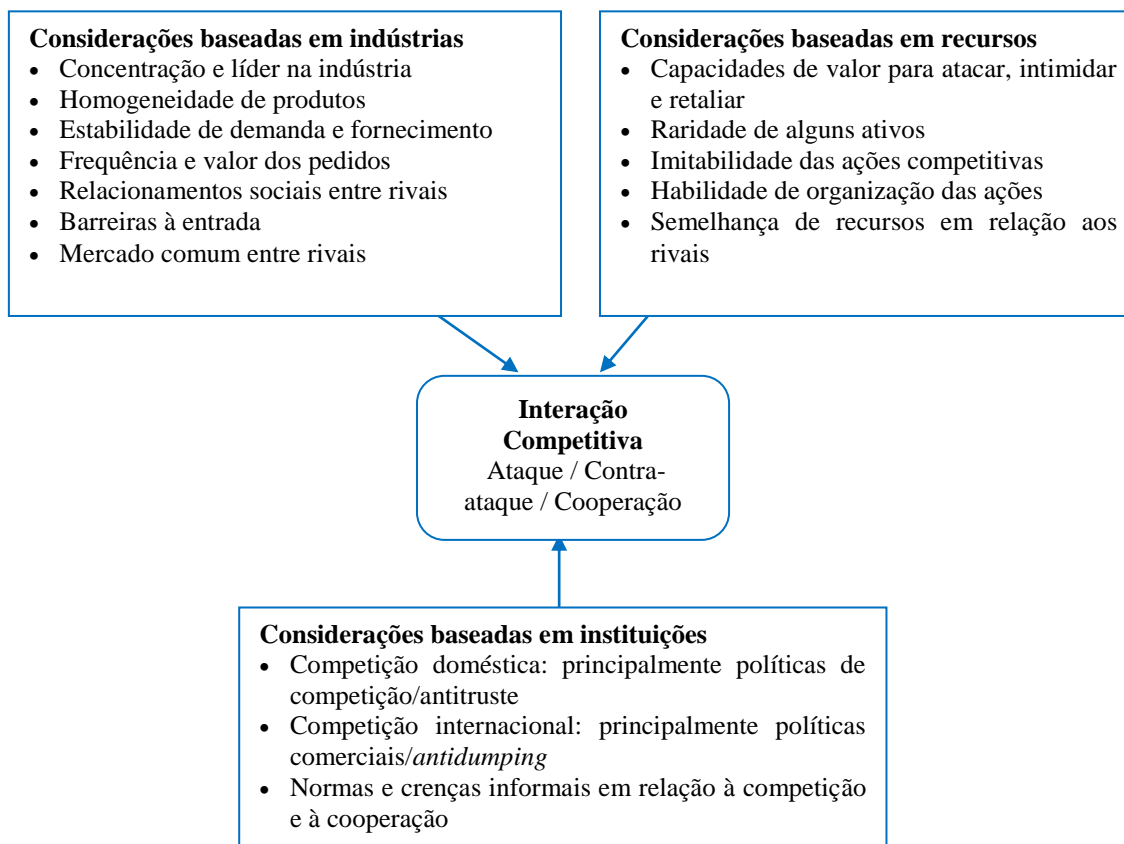 Considerações baseadas em indústrias
• Concentração e líder na indústria
• Homogeneidade de produtos
• Estabilidade de demanda e fornecimento
• Frequência e valor dos pedidos
• Relacionamentos sociais entre rivais
• Barreiras à entrada
• Mercado comum entre rivais
Considerações baseadas em recursos
• Capacidades de valor para atacar, intimidar
e retaliar
• Raridade de alguns ativos
• Imitabilidade das ações competitivas
• Habilidade de organização das ações
• Semelhança de recursos em relação aos
rivais
Interação
Competitiva
Ataque / Contra-
ataque / Cooperação
Considerações baseadas em instituições
• Competição doméstica: principalmente políticas de
competição/antitruste
• Competição internacional: principalmente políticas
comerciais/antidumping
• Normas e crenças informais em relação à competição
e à cooperação